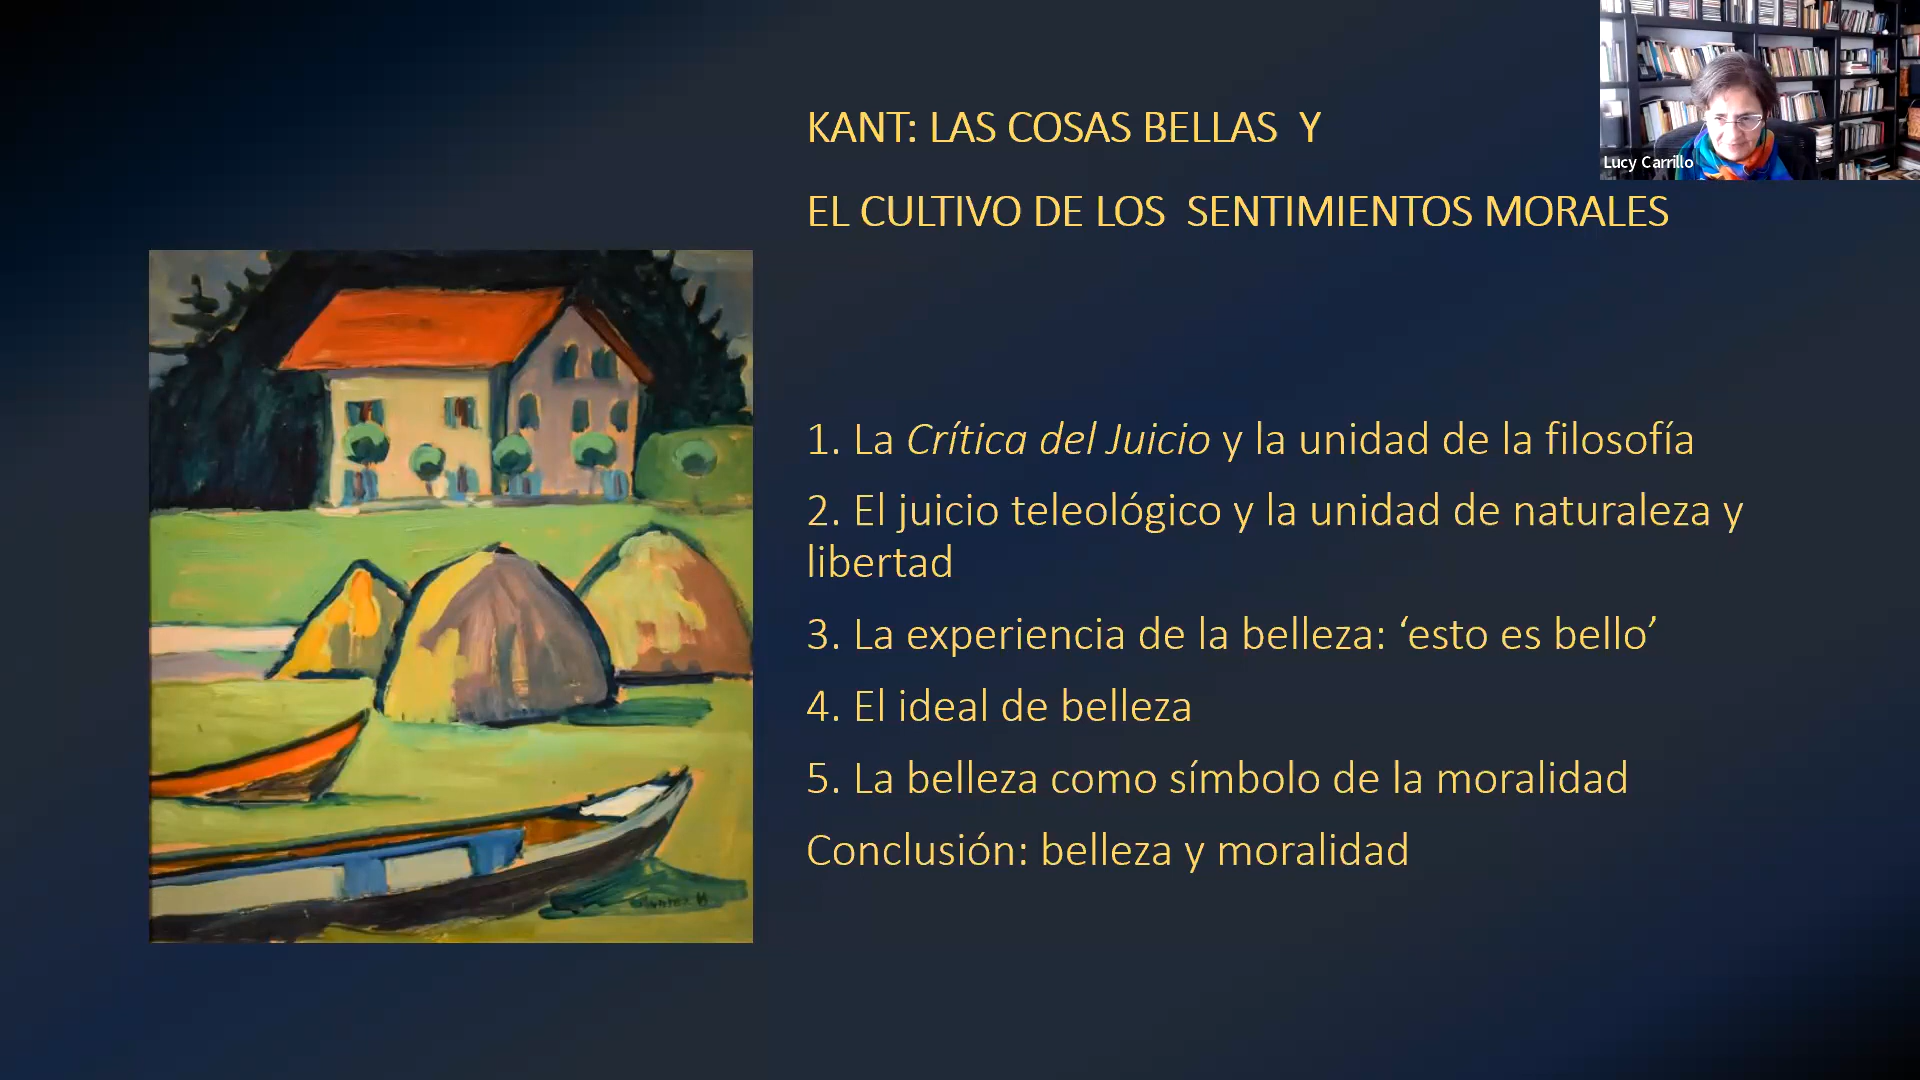 KANT: LAS COSAS BELLAS Y
EL CULTIVO DE LOS SENTIMIENTOS MORALES
Lucy Carrillo
1. La Crítica del Juicio y la unidad de la filosofía
2. El juicio teleológico y la unidad de naturaleza y
libertad
3. La experiencia de la belleza: ‘esto es bello’
4. El ideal de belleza
5. La belleza como símbolo de la moralidad
Conclusión: belleza y moralidad